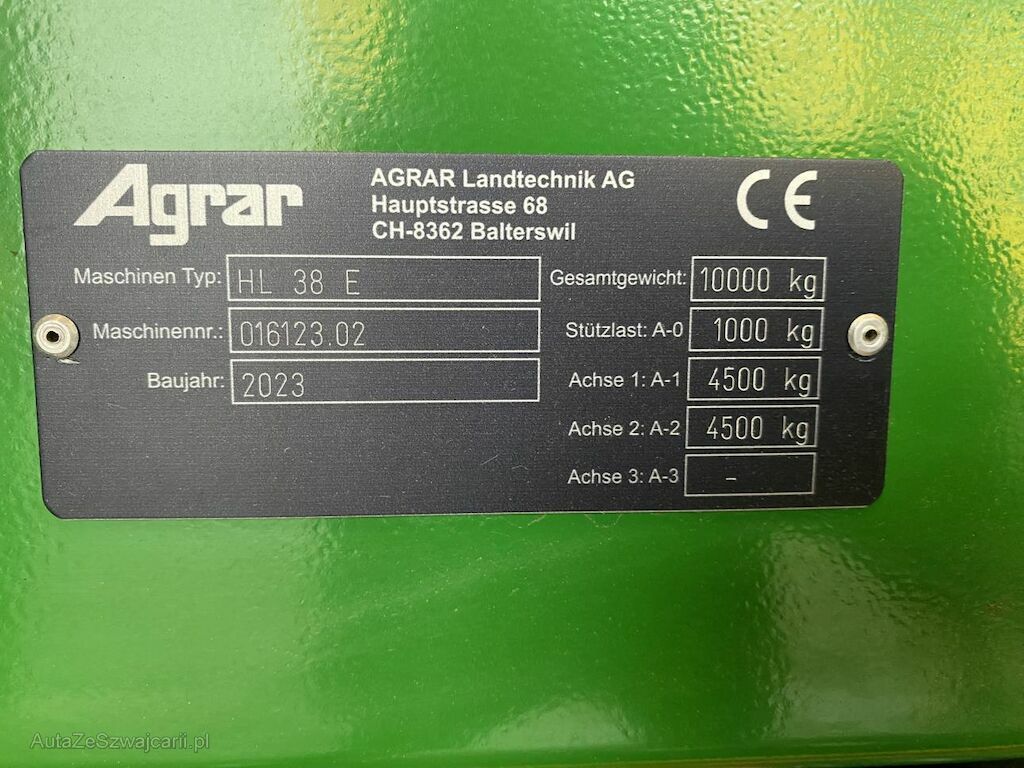 Agrar
AGRAR Landtechnik AG
Hauptstrasse 68
CH-8362 Balterswil
CE
Maschinen Typ: HL 38 E
Maschinennr.: 016123.02
Baujahr: 2023
Gesamtgewicht: 10000 kg
Stützlast: A-0 1000 kg
Achse 1: A-1 4500 kg
Achse 2: A-2 4500 kg
Achse 3: A-3 -
AutaZeSzwajcarii.pl